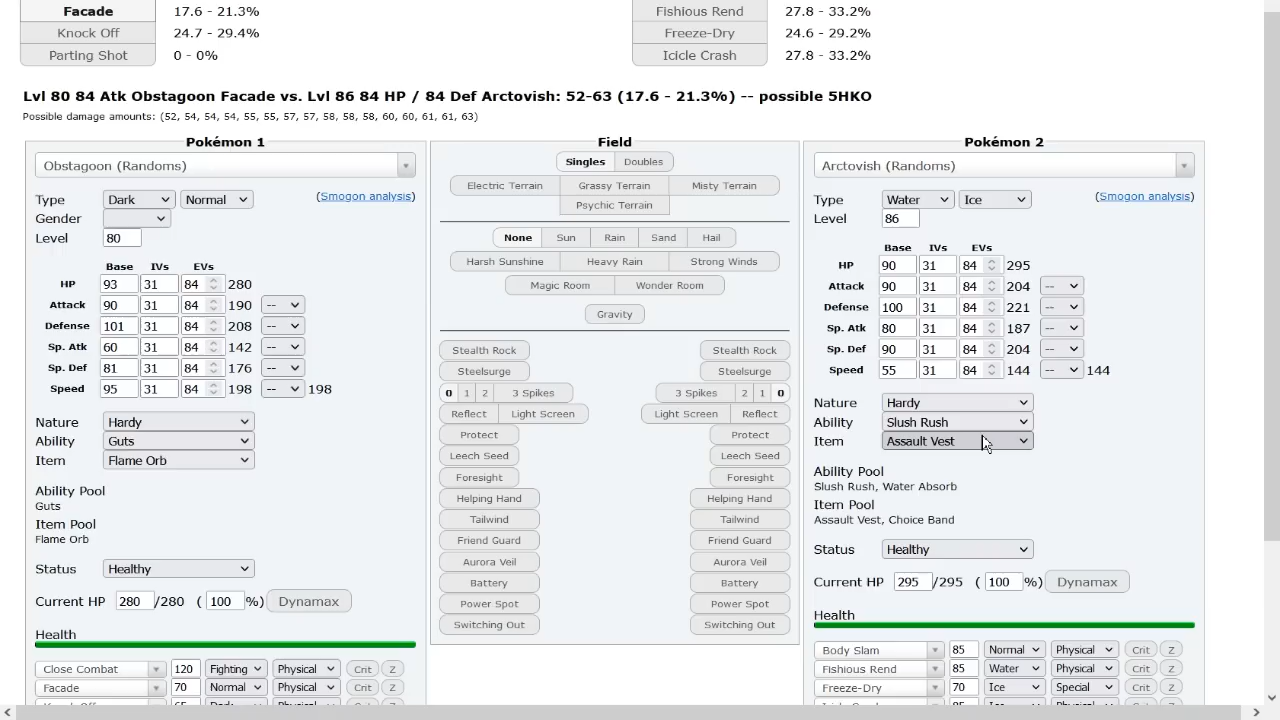 Facade 17.6 - 21.3% Fishious Rend 27.8 - 33.2%
Knock Off 24.7 - 29.4% Freeze-Dry 24.6 - 29.2%
Parting Shot 0 - 0% Icicle Crash 27.8 - 33.2%
Lvl 80 84 Atk Obstagoon Facade vs. Lvl 86 84 HP / 84 Def Arctovish: 52-63 (17.6 - 21.3%) -- possible 5HKO
Possible damage amounts: (52, 54, 54, 54, 55, 55, 57, 57, 58, 58, 58, 60, 60, 61, 61, 63)
Pokémon 1
Obstagoon (Randoms)
Type Dark Normal (Smogon analysis)
Gender
Level 80
Base IVs EVs
HP 93 31 84 280
Attack 90 31 84 190 --
Defense 101 31 84 208 --
Sp. Atk 60 31 84 142 --
Sp. Def 81 31 84 176 --
Speed 95 31 84 198 -- 198
Nature Hardy
Ability Guts
Item Flame Orb
Ability Pool
Guts
Item Pool
Flame Orb
Status Healthy
Current HP 280 /280 ( 100 %) Dynamax
Health
Close Combat 120 Fighting Physical Crit Z
Facade 70 Normal Physical Crit Z
Field
Singles Doubles
Electric Terrain Grassy Terrain Misty Terrain
Psychic Terrain
None Sun Rain Sand Hail
Harsh Sunshine Heavy Rain Strong Winds
Magic Room Wonder Room
Gravity
Stealth Rock Stealth Rock
Steelsurge Steelsurge
0 1 2 3 Spikes 3 Spikes 2 1 0
Reflect Light Screen Light Screen Reflect
Protect Protect
Leech Seed Leech Seed
Foresight Foresight
Helping Hand Helping Hand
Tailwind Tailwind
Friend Guard Friend Guard
Aurora Veil Aurora Veil
Battery Battery
Power Spot Power Spot
Switching Out Switching Out
Pokémon 2
Arctovish (Randoms)
Type Water Ice (Smogon analysis)
Level 86
Base IVs EVs
HP 90 31 84 295
Attack 90 31 84 204 --
Defense 100 31 84 221 --
Sp. Atk 80 31 84 187 --
Sp. Def 90 31 84 204 --
Speed 55 31 84 144 -- 144
Nature Hardy
Ability Slush Rush
Item Assault Vest
Ability Pool
Slush Rush, Water Absorb
Item Pool
Assault Vest, Choice Band
Status Healthy
Current HP 295 /295 ( 100 %) Dynamax
Health
Body Slam 85 Normal Physical Crit Z
Fishious Rend 85 Water Physical Crit Z
Freeze-Dry 70 Ice Special Crit Z